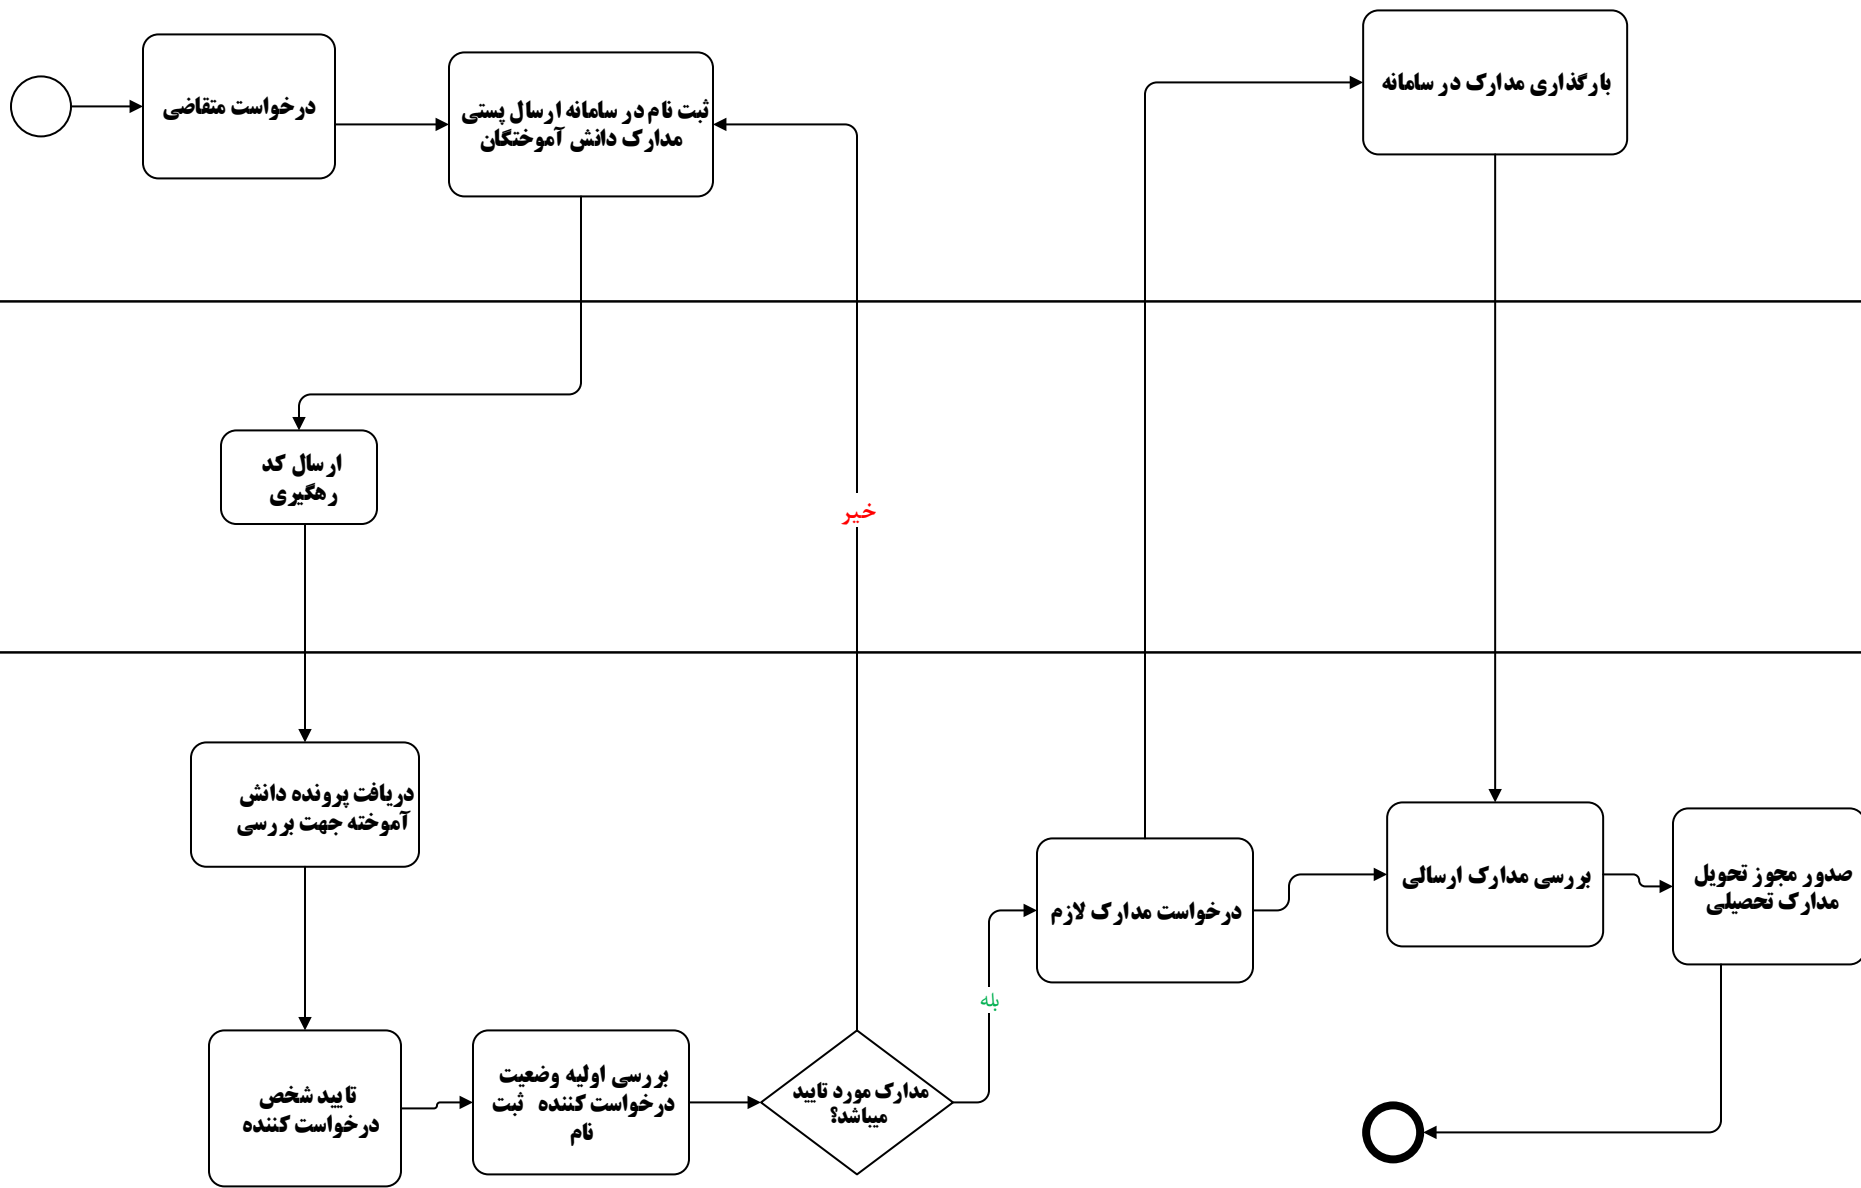 درخواست متقاضی
ثبت نام در سامانه ارسال پستی
مدارک دانش آموختگان
بارگذاری مدارک در سامانه
ارسال کد
رهگیری
خیر
دریافت پرونده دانش
آموخته جهت بررسی
تایید شخص
درخواست کننده
بررسی اولیه وضعیت
درخواست کننده ثبت
نام
مدارک مورد تایید
میباشد؟
بله
درخواست مدارک لازم
بررسی مدارک ارسالی
صدور مجوز تحویل
مدارک تحصیلی